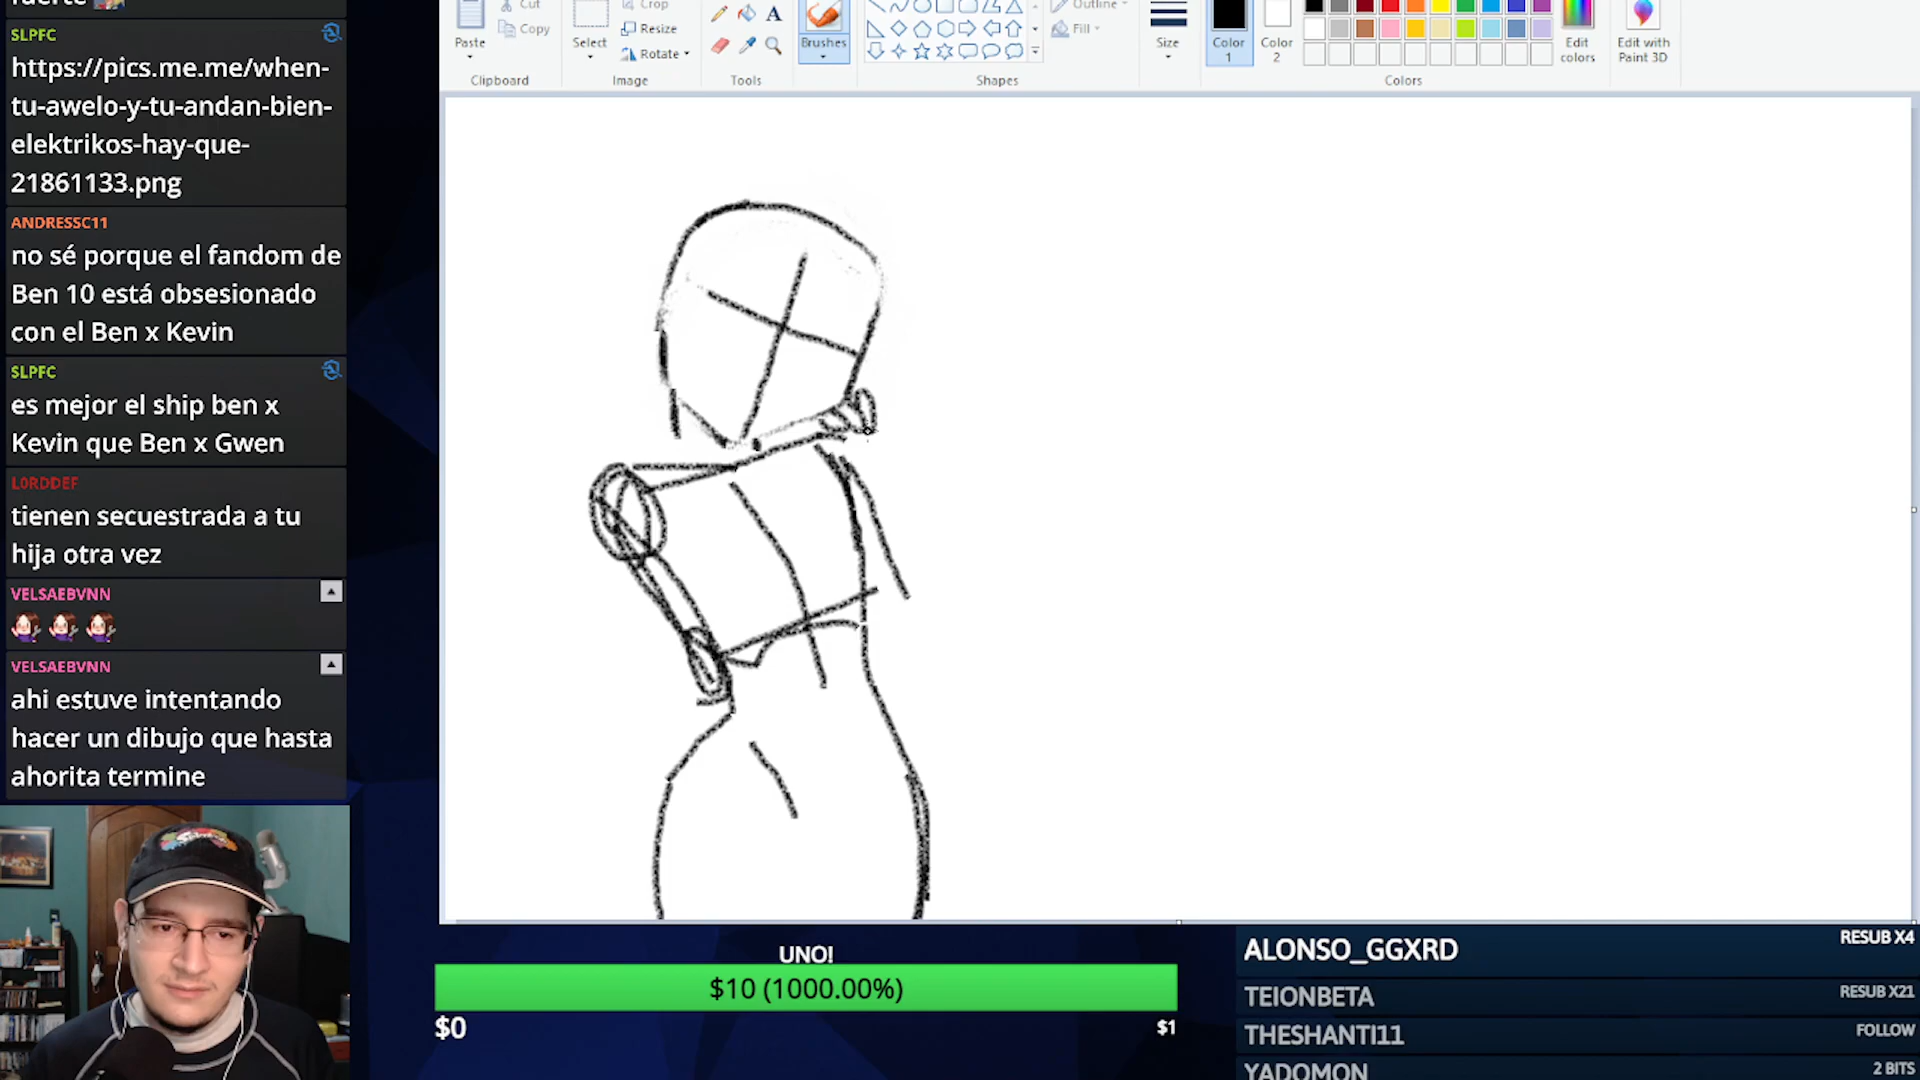 fuerte
SLPFC
https://pics.me.me/when-
tu-awelo-y-tu-andan-bien-
elektrikos-hay-que-
21861133.png
ANDRESSC11
no sé porque el fandom de
Ben 10 está obsesionado
con el Ben x Kevin
SLPFC
es mejor el ship ben x
Kevin que Ben x Gwen
L0RDDEF
tienen secuestrada a tu
hija otra vez
VELSAEBVNN
VELSAEBVNN
ahi estuve intentando
hacer un dibujo que hasta
ahorita termine
Cut
Crop
Outline
Paste
Copy
Select
Resize
Rotate
A
Brushes
Fill
Size
Color
1
Color
2
Edit
colors
Edit with
Paint 3D
Clipboard
Image
Tools
Shapes
Colors
UNO!
$10 (1000.00%)
$0
$1
ALONSO_GGXRD
RESUB X4
TEIONBETA
RESUB X21
THESHANTI11
FOLLOW
YADOMON
2 BITS